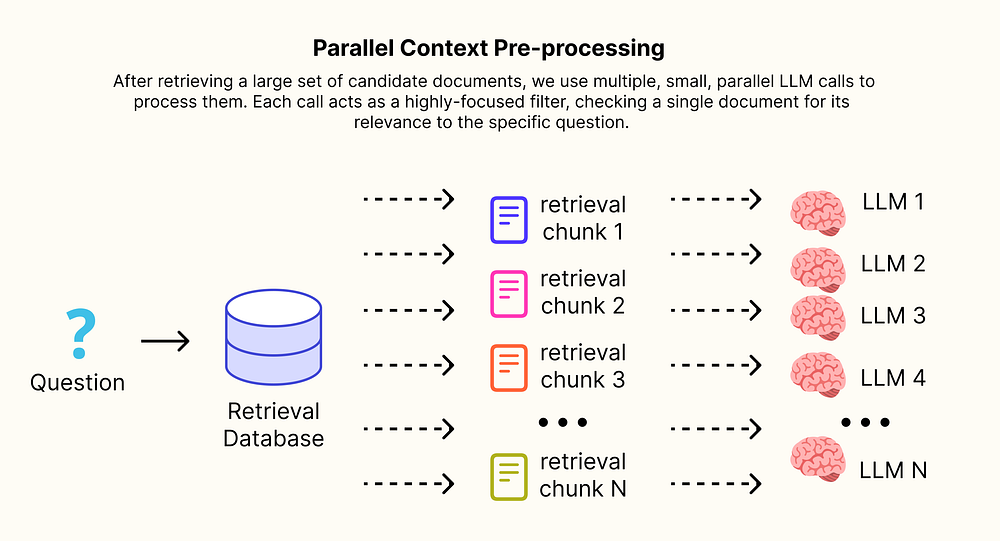 Parallel Context Pre-processing
After retrieving a large set of candidate documents, we use multiple, small, parallel LLM calls to
process them. Each call acts as a highly-focused filter, checking a single document for its
relevance to the specific question.
?
Question
Retrieval
Database
retrieval
chunk 1
retrieval
chunk 2
retrieval
chunk 3
•••
retrieval
chunk N
LLM 1
LLM 2
LLM 3
LLM 4
•••
LLM N